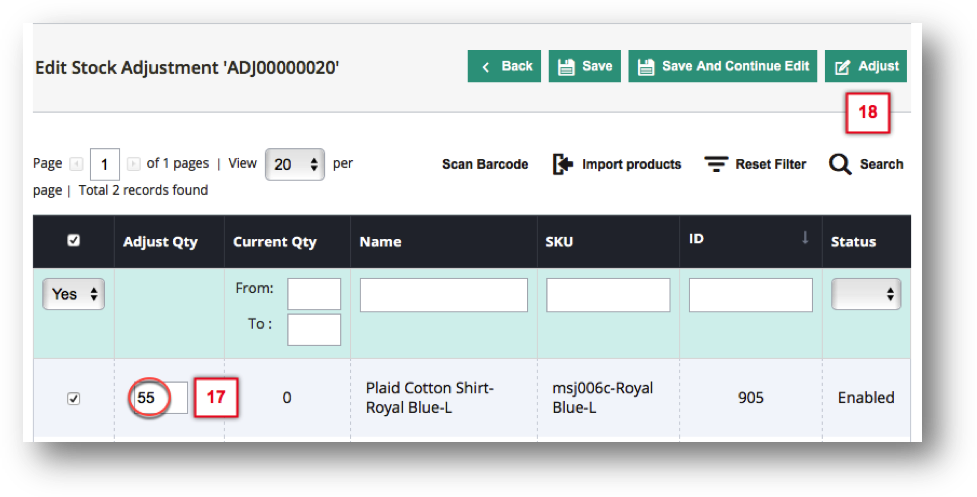 Edit Stock Adjustment 'ADJ00000020'
Back
Save
Save And Continue Edit
Adjust
18
Page 1 of 1 pages | View 20 per
page | Total 2 records found
Scan Barcode
Import products
Reset Filter
Search
Adjust Qty
Current Qty
Name
SKU
ID
Status
Yes
From:
To :
55
17
0
Plaid Cotton Shirt-
Royal Blue-L
msj006c-Royal
Blue-L
905
Enabled